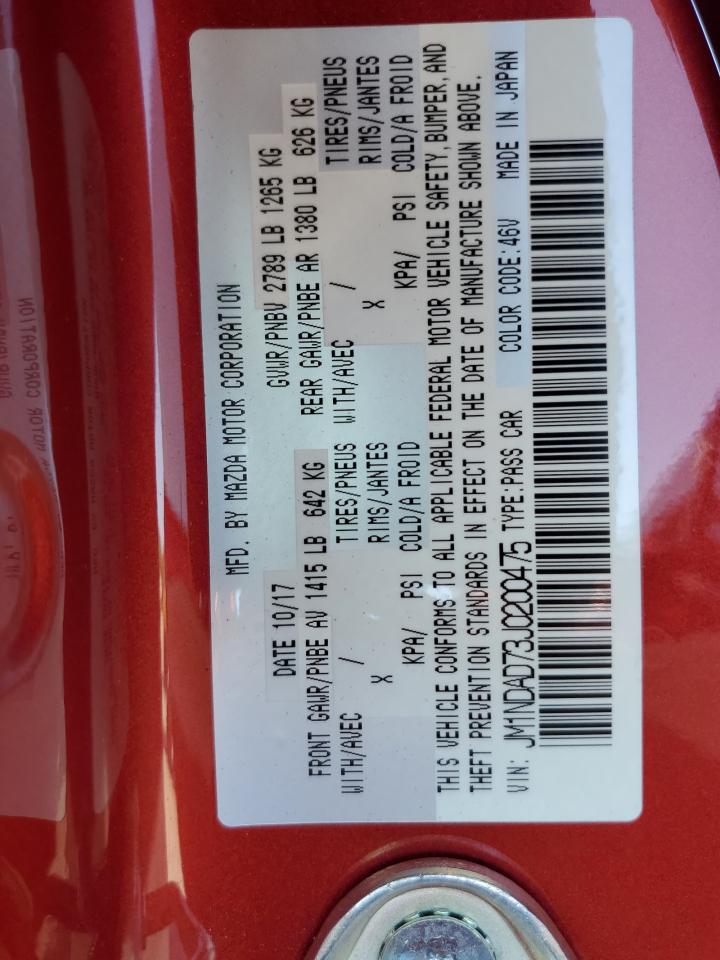 MFD. BY MAZDA MOTOR CORPORATION
DATE 10/17 GVWR/PNBV 2789 LB 1265 KG
FRONT GAWR/PNBE AV 1415 LB 642 KG REAR GAWR/PNBE AR 1380 LB 626 KG
WITH/AVEC / TIRES/PNEUS WITH/AVEC / TIRES/PNEUS
X RIMS/JANTES X RIMS/JANTES
KPA/ PSI COLD/A FROID KPA/ PSI COLD/A FROID
THIS VEHICLE CONFORMS TO ALL APPLICABLE FEDERAL MOTOR VEHICLE SAFETY, BUMPER, AND
THEFT PREVENTION STANDARDS IN EFFECT ON THE DATE OF MANUFACTURE SHOWN ABOVE.
VIN: JM1NDAD73J0200475 TYPE:PASS CAR COLOR CODE:46V MADE IN JAPAN